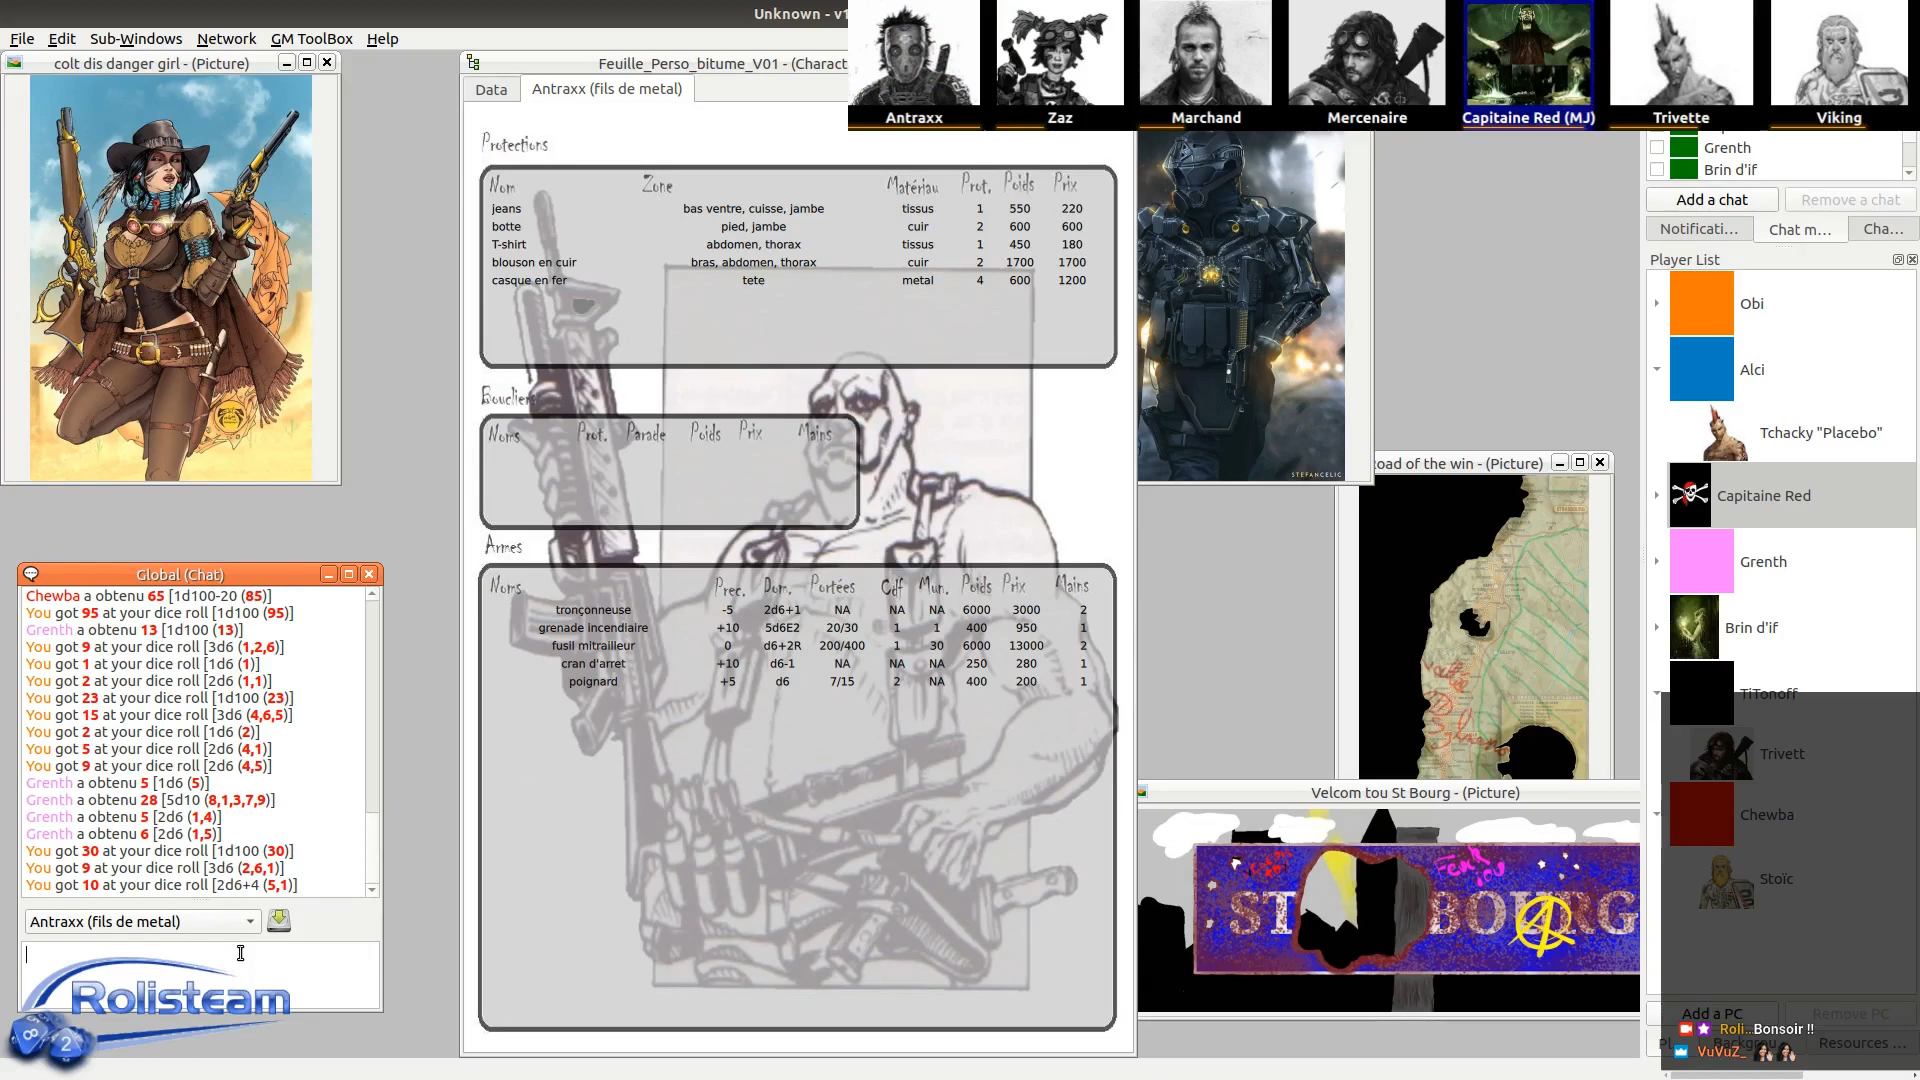 Unknown - v1
File Edit Sub-Windows Network GM ToolBox Help
colt dis danger girl - (Picture)
Feuille_Perso_bitume_V01 - (Charact
Data
Antraxx (fils de metal)
Antraxx
Zaz
Marchand
Mercenaire
Capitaine Red (MJ)
Trivette
Viking
Protections
Nom Zone Matériau Prot. Poids Prix
jeans bas ventre, cuisse, jambe tissus 1 550 220
botte pied, jambe cuir 2 600 600
T-shirt abdomen, thorax tissus 1 450 180
blouson en cuir bras, abdomen, thorax cuir 2 1700 1700
casque en fer tete metal 4 600 1200
Boucliers
Noms Prot. Parade Poids Prix Mains
Armes
Noms Prec. Dom. Portées Cdf Mun. Poids Prix Mains
tronçonneuse -5 2d6+1 NA NA NA 6000 3000 2
grenade incendiaire +10 5d6E2 20/30 1 1 400 950 1
fusil mitrailleur 0 d6+2R 200/400 1 30 6000 13000 2
cran d'arret +10 d6-1 NA NA NA 250 280 1
poignard +5 d6 7/15 2 NA 400 200 1
Global (Chat)
Chewba a obtenu 65 [1d100-20 (85)]
You got 95 at your dice roll [1d100 (95)]
Grenth a obtenu 13 [1d100 (13)]
You got 9 at your dice roll [3d6 (1,2,6)]
You got 1 at your dice roll [1d6 (1)]
You got 2 at your dice roll [2d6 (1,1)]
You got 23 at your dice roll [1d100 (23)]
You got 15 at your dice roll [3d6 (4,6,5)]
You got 2 at your dice roll [1d6 (2)]
You got 5 at your dice roll [2d6 (4,1)]
You got 9 at your dice roll [2d6 (4,5)]
Grenth a obtenu 5 [1d6 (5)]
Grenth a obtenu 28 [5d10 (8,1,3,7,9)]
Grenth a obtenu 5 [2d6 (1,4)]
Grenth a obtenu 6 [2d6 (1,5)]
You got 30 at your dice roll [1d100 (30)]
You got 9 at your dice roll [3d6 (2,6,1)]
You got 10 at your dice roll [2d6+4 (5,1)]
Antraxx (fils de metal)
Rolisteam
8
2
STEFANCELIC
oad of the win - (Picture)
Velcom tou St Bourg - (Picture)
FEAR
you
ST BOURG
Grenth
Brin d'if
Add a chat
Remove a chat
Notificati...
Chat m...
Cha...
Player List
Obi
Alci
Tchacky "Placebo"
Capitaine Red
Grenth
Brin d'if
TiTonoff
Trivett
Chewba
Stoïc
Add a PC
Remove PC
Roli...Bonsoir !!
Pl Backgrou Resources ...
VuVuZ_